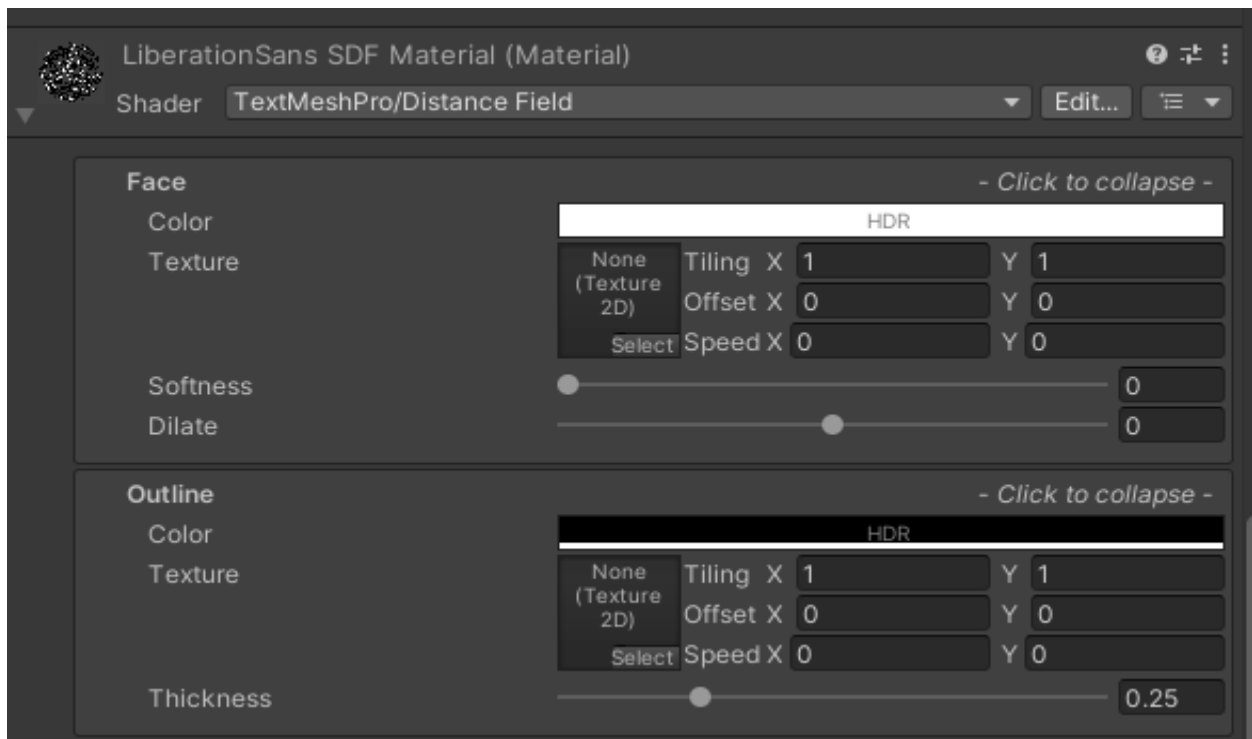 LiberationSans SDF Material (Material)
Shader TextMeshPro/Distance Field Edit...
Face - Click to collapse -
Color HDR
Texture None (Texture 2D) Select Tiling X 1 Y 1
Offset X 0 Y 0
Speed X 0 Y 0
Softness 0
Dilate 0
Outline - Click to collapse -
Color HDR
Texture None (Texture 2D) Select Tiling X 1 Y 1
Offset X 0 Y 0
Speed X 0 Y 0
Thickness 0.25